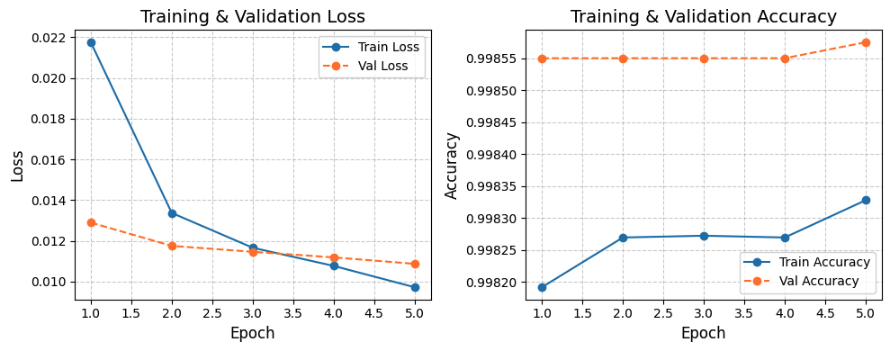 Training & Validation Loss
0.022
0.020
0.018
0.016
0.014
0.012
0.010
Loss
Train Loss
Val Loss
1.0 1.5 2.0 2.5 3.0 3.5 4.0 4.5 5.0
Epoch
Training & Validation Accuracy
0.99855
0.99850
0.99845
0.99840
0.99835
0.99830
0.99825
0.99820
Accuracy
Train Accuracy
Val Accuracy
1.0 1.5 2.0 2.5 3.0 3.5 4.0 4.5 5.0
Epoch